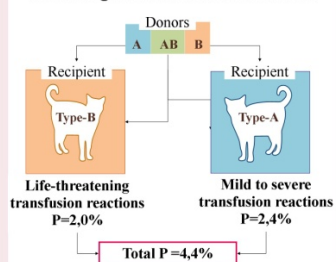 Donors
A AB B
Recipient Recipient
Type-B Type-A
Life-threatening Mild to severe
transfusion reactions transfusion reactions
P=2,0% P=2,4%
Total P =4,4%